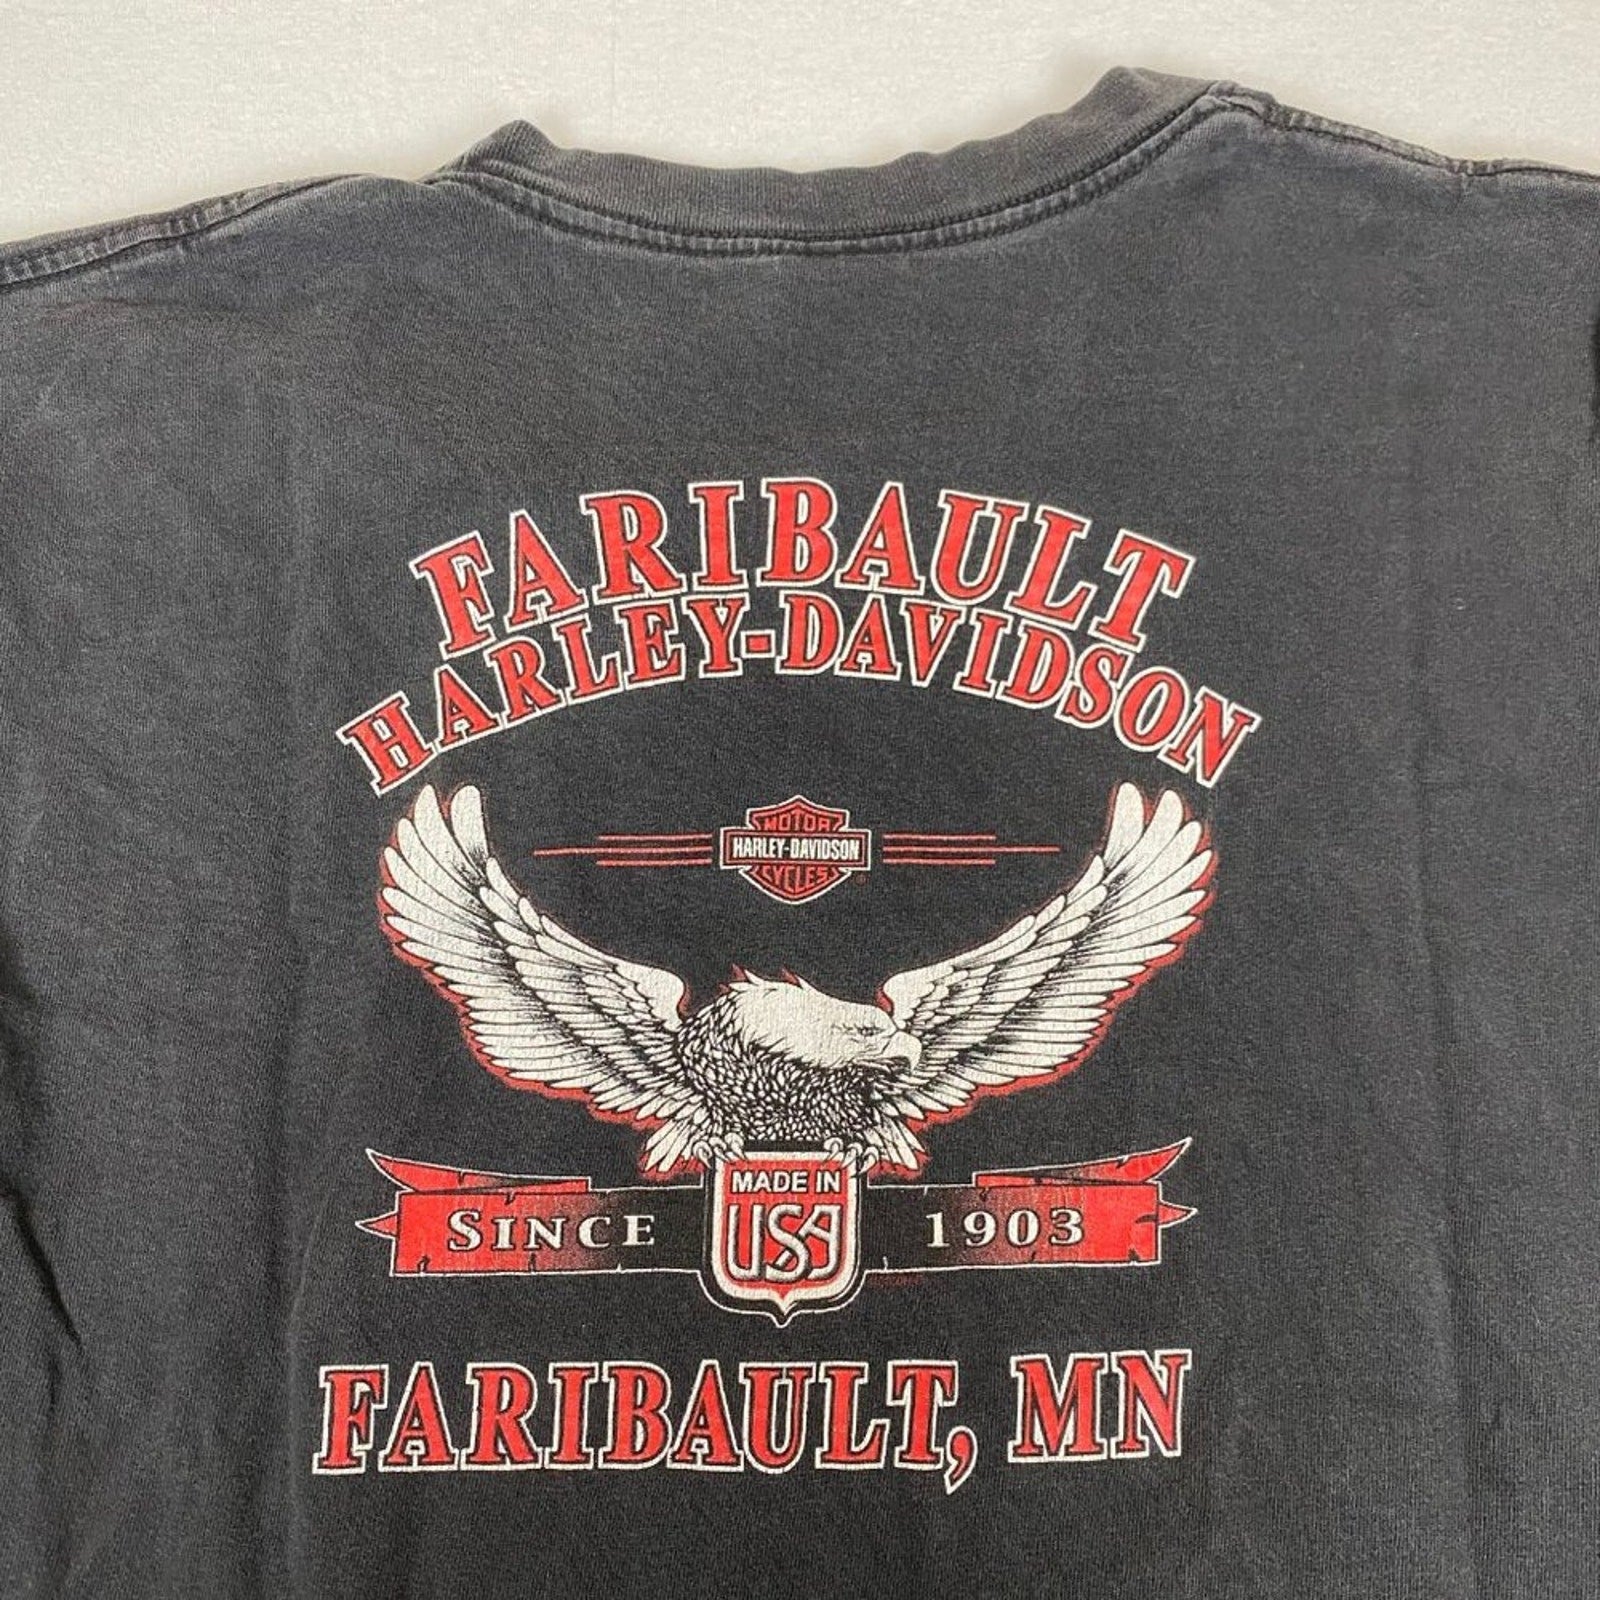 FARIBAULT
HARLEY-DAVIDSON
MOTOR
HARLEY-DAVIDSON
CYCLES
MADE IN
SINCE USA 1903
FARIBAULT, MN